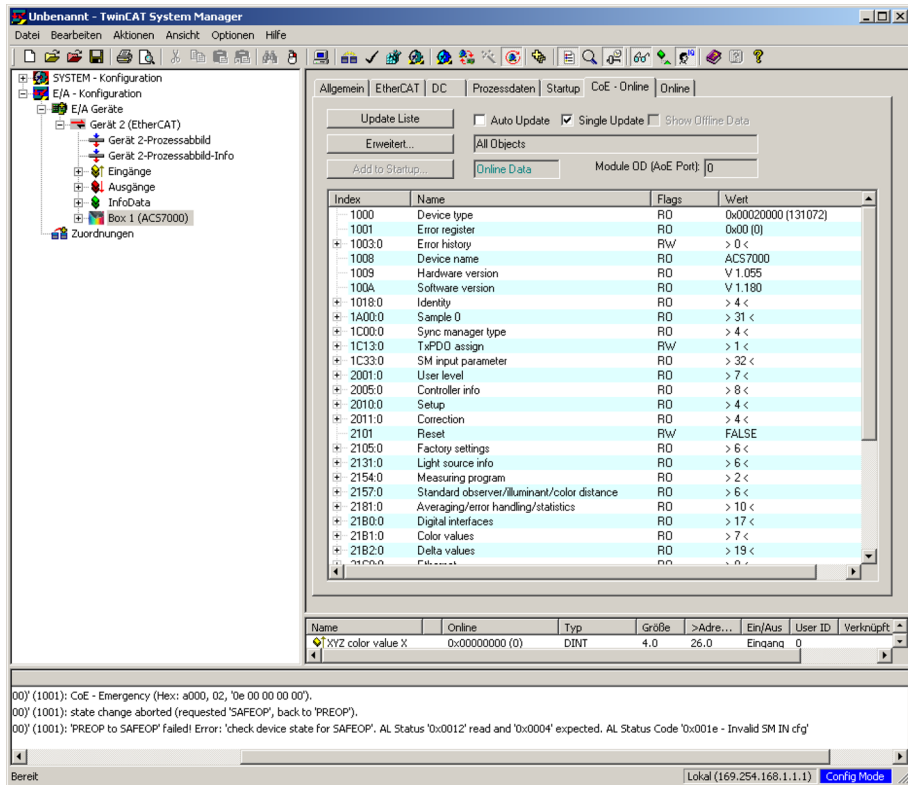 Unbenannt - TwinCAT System Manager
Datei Bearbeiten Aktionen Ansicht Optionen Hilfe
SYSTEM - Konfiguration
E/A - Konfiguration
E/A Geräte
Gerät 2 (EtherCAT)
Gerät 2-Prozessabbild
Gerät 2-Prozessabbild-Info
Eingänge
Ausgänge
InfoData
Box 1 (ACS7000)
Zuordnungen
Allgemein EtherCAT DC Prozessdaten Startup CoE - Online Online
Update Liste Auto Update Single Update Show Offline Data
Erweitert... All Objects
Add to Startup... Online Data Module OD (AoE Port): 0
Index Name Flags Wert
1000 Device type RO 0x00020000 (131072)
1001 Error register RO 0x00 (0)
1003:0 Error history RW > 0 <
1008 Device name RO ACS7000
1009 Hardware version RO V 1.055
100A Software version RO V 1.180
1018:0 Identity RO > 4 <
1A00:0 Sample 0 RO > 31 <
1C00:0 Sync manager type RO > 4 <
1C13:0 TxPDO assign RW > 1 <
1C33:0 SM input parameter RO > 32 <
2001:0 User level RO > 7 <
2005:0 Controller info RO > 8 <
2010:0 Setup RO > 4 <
2011:0 Correction RO > 4 <
2101 Reset RW FALSE
2105:0 Factory settings RO > 6 <
2131:0 Light source info RO > 6 <
2154:0 Measuring program RO > 2 <
2157:0 Standard observer/illuminant/color distance RO > 6 <
2181:0 Averaging/error handling/statistics RO > 10 <
21B0:0 Digital interfaces RO > 17 <
21B1:0 Color values RO > 7 <
21B2:0 Delta values RO > 19 <
Name Online Typ Größe >Adre... Ein/Aus User ID Verknüpft
XYZ color value X 0x00000000 (0) DINT 4.0 26.0 Eingang 0
00)' (1001): CoE - Emergency (Hex: a000, 02, '0e 00 00 00 00').
00)' (1001): state change aborted (requested 'SAFEOP', back to 'PREOP').
00)' (1001): 'PREOP to SAFEOP' failed! Error: 'check device state for SAFEOP'. AL Status '0x0012' read and '0x0004' expected. AL Status Code '0x001e - Invalid SM IN cfg'
Bereit Lokal (169.254.168.1.1.1) Config Mode